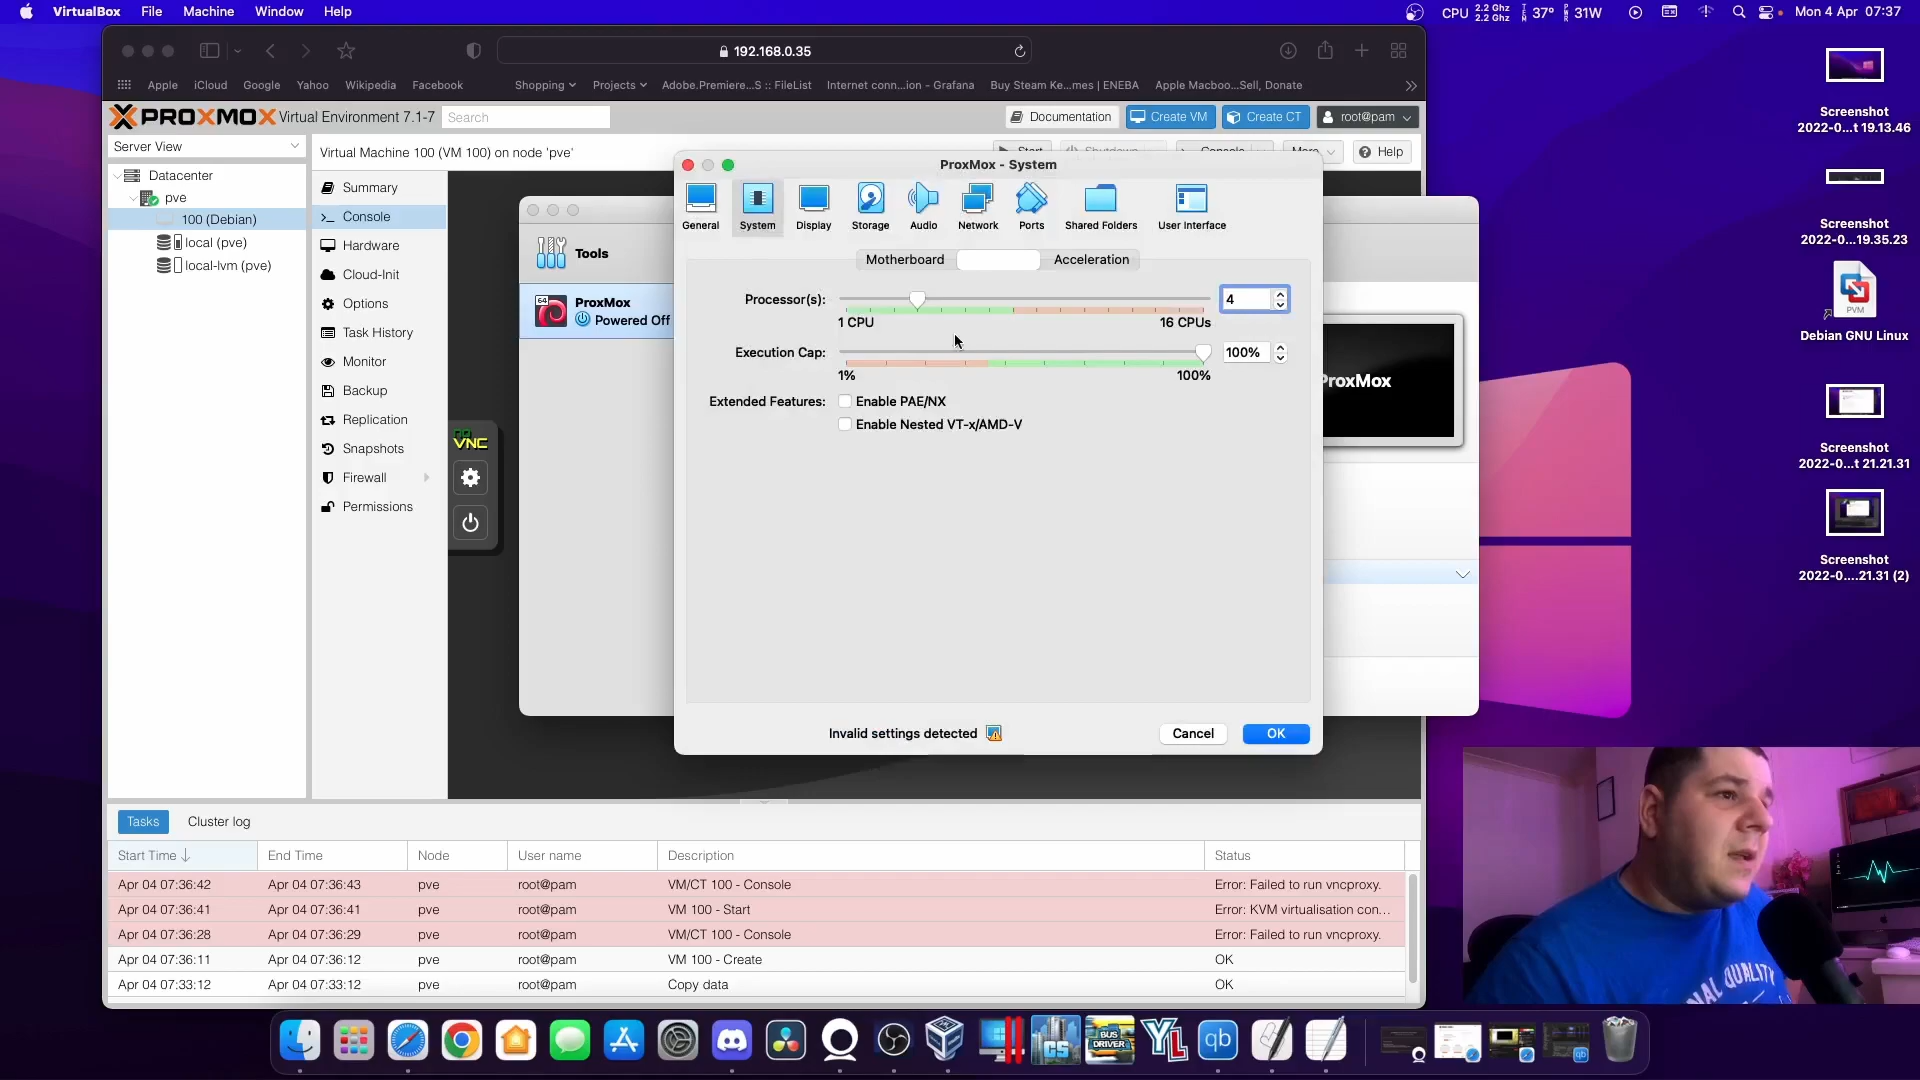 VirtualBox File Machine Window Help
CPU 2.2 Ghz 2.2 Ghz 37° 31W Mon 4 Apr 07:37
192.168.0.35
Apple iCloud Google Yahoo Wikipedia Facebook Shopping Projects Adobe.Premiere...S :: FileList Internet conn...ion - Grafana Buy Steam Ke...mes | ENEBA Apple Macboo...Sell, Donate
PROXMOX Virtual Environment 7.1-7 Search Documentation Create VM Create CT root@pam
Server View
Virtual Machine 100 (VM 100) on node 'pve' Start Shutdown Console More Help
Datacenter
pve
100 (Debian)
local (pve)
local-lvm (pve)
Summary
Console
Hardware
Cloud-Init
Options
Task History
Monitor
Backup
Replication
Snapshots
Firewall
Permissions
no
VNC
Tools
64
ProxMox
Powered Off
ProxMox - System
General System Display Storage Audio Network Ports Shared Folders User Interface
Motherboard Acceleration
Processor(s): 4
1 CPU 16 CPUs
Execution Cap: 100%
1% 100%
Extended Features: Enable PAE/NX
Enable Nested VT-x/AMD-V
Invalid settings detected Cancel OK
ProxMox
Screenshot
2022-0...t 19.13.46
Screenshot
2022-0...19.35.23
PVM
Debian GNU Linux
Screenshot
2022-0...t 21.21.31
Screenshot
2022-0....21.31 (2)
Tasks Cluster log
Start Time End Time Node User name Description Status
Apr 04 07:36:42 Apr 04 07:36:43 pve root@pam VM/CT 100 - Console Error: Failed to run vncproxy.
Apr 04 07:36:41 Apr 04 07:36:41 pve root@pam VM 100 - Start Error: KVM virtualisation con...
Apr 04 07:36:28 Apr 04 07:36:29 pve root@pam VM/CT 100 - Console Error: Failed to run vncproxy.
Apr 04 07:36:11 Apr 04 07:36:12 pve root@pam VM 100 - Create OK
Apr 04 07:33:12 Apr 04 07:33:12 pve root@pam Copy data OK
CS
BUS
DRIVER
YL
qb
QUALITY